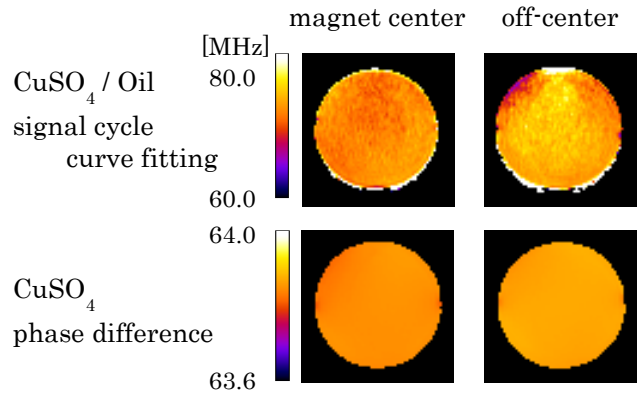 magnet center off-center
[MHz]
CuSO4 / Oil
signal cycle
curve fitting
80.0
60.0
CuSO4
phase difference
64.0
63.6